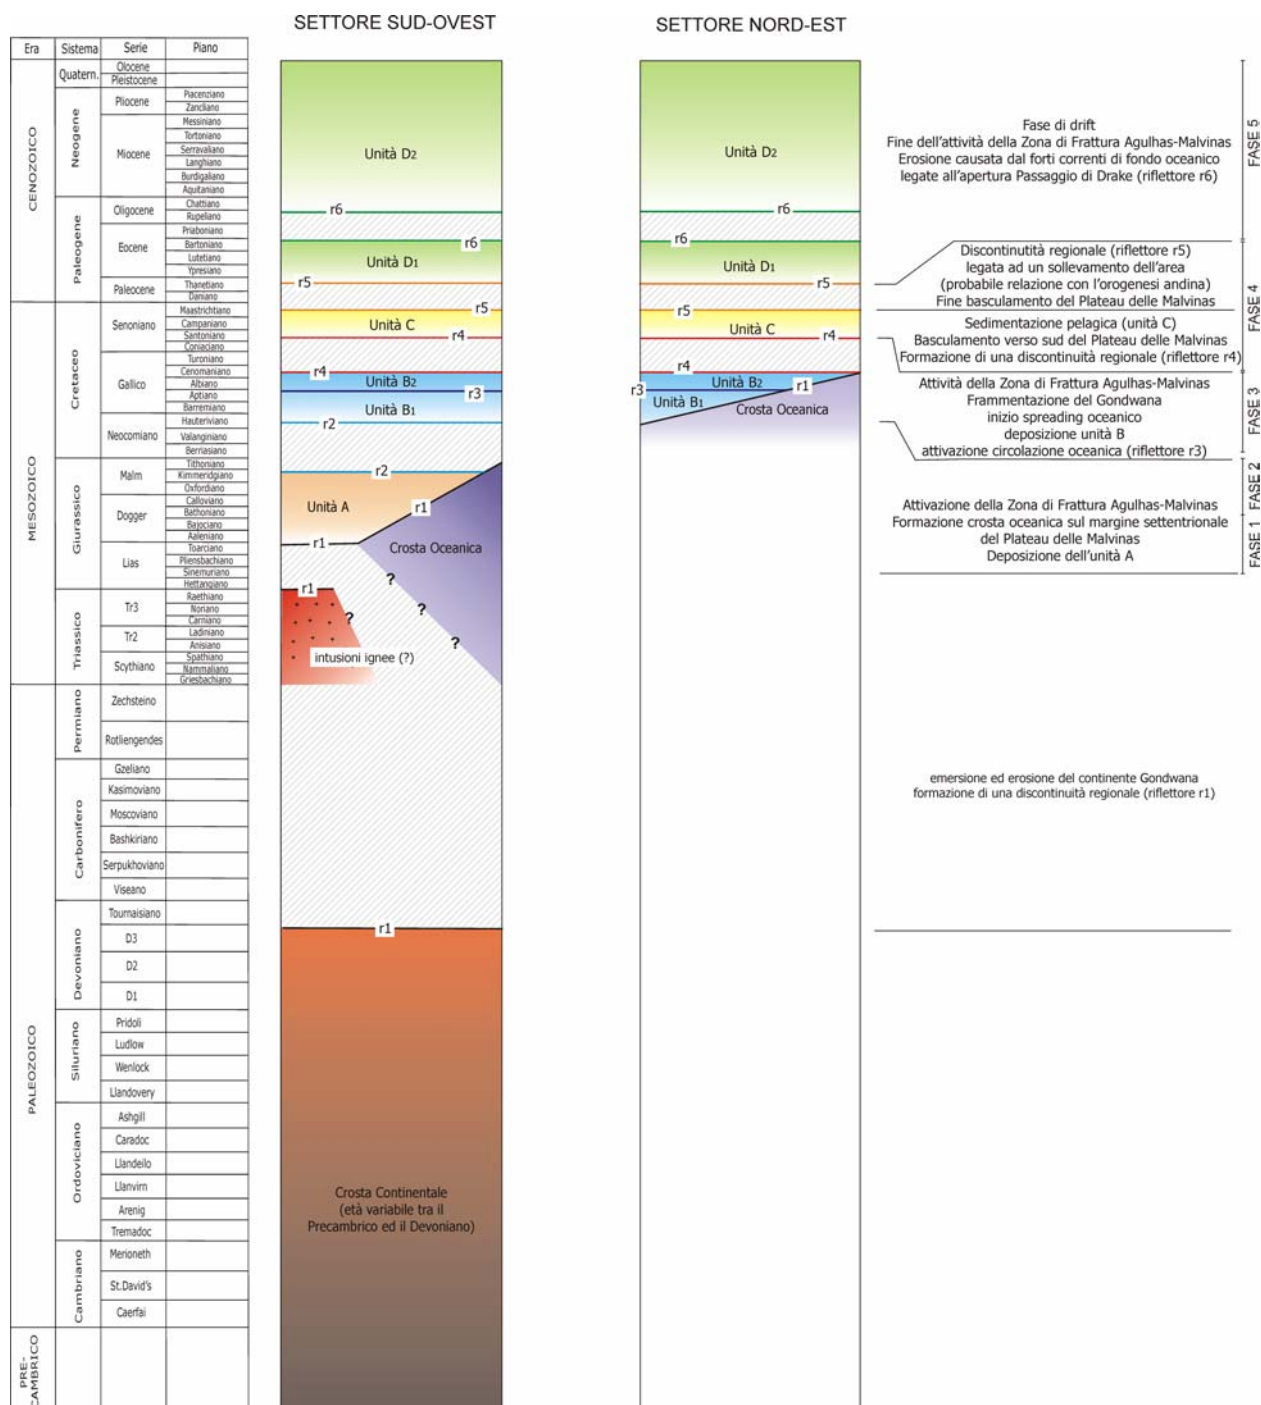 SETTORE SUD-OVEST
SETTORE NORD-EST
Era
Sistema
Serie
Piano
CENOZOICO
Quatern.
Olocene
Pleistocene
Neogene
Pliocene
Piacenziano
Zancliano
Miocene
Messiniano
Tortoniano
Serravaliano
Langhiano
Burdigaliano
Aquitaniano
Paleogene
Oligocene
Chattiano
Rupeliano
Eocene
Priaboniano
Bartoniano
Lutetiano
Ypresiano
Paleocene
Thanetiano
Daniano
MESOZOICO
Cretaceo
Senoniano
Maastrichtiano
Campaniano
Santoniano
Coniaciano
Gallico
Turoniano
Cenomaniano
Albiano
Aptiano
Barremiano
Neocomiano
Hauteriviano
Valanginiano
Berriasiano
Giurassico
Malm
Tithoniano
Kimmeridgiano
Oxfordiano
Dogger
Calloviano
Bathoniano
Bajociano
Aaleniano
Lias
Toarciano
Pliensbachiano
Sinemuriano
Hettangiano
Triassico
Tr3
Raethiano
Noriano
Carniano
Tr2
Ladiniano
Anisiano
Scythiano
Spathiano
Nammaliano
Griesbachiano
PALEOZOICO
Permiano
Zechsteino
Rotliengendes
Carbonifero
Gzeliano
Kasimoviano
Moscoviano
Bashkiriano
Serpukhoviano
Viseano
Devoniano
Tournaisiano
D3
D2
D1
Siluriano
Pridoli
Ludlow
Wenlock
Llandovery
Ordoviciano
Ashgill
Caradoc
Llandeilo
Llanvirn
Arenig
Tremadoc
Cambriano
Merioneth
St.David's
Caerfai
PRE-
CAMBRICO
Unità D2
r6
r6
Unità D1
r5
r5
Unità C
r4
r4
Unità B2
r3
Unità B1
r2
r2
Unità A
r1
r1
Crosta Oceanica
?
?
?
r1
?
intusioni ignee (?)
r1
Crosta Continentale
(età variabile tra il
Precambrico ed il Devoniano)
Unità D2
r6
r6
Unità D1
r5
r5
Unità C
r4
r4
Unità B2
r1
r3
Unità B1
Crosta Oceanica
Fase di drift
Fine dell'attività della Zona di Frattura Agulhas-Malvinas
Erosione causata dal forti correnti di fondo oceanico
legate all'apertura Passaggio di Drake (riflettore r6)
FASE 5
Discontinutità regionale (riflettore r5)
legata ad un sollevamento dell'area
(probabile relazione con l'orogenesi andina)
Fine basculamento del Plateau delle Malvinas
FASE 4
Sedimentazione pelagica (unità C)
Basculamento verso sud del Plateau delle Malvinas
Formazione di una discontinuità regionale (riflettore r4)
Attività della Zona di Frattura Agulhas-Malvinas
Frammentazione del Gondwana
inizio spreading oceanico
deposizione unità B
attivazione circolazione oceanica (riflettore r3)
FASE 3
Attivazione della Zona di Frattura Agulhas-Malvinas
Formazione crosta oceanica sul margine settentrionale
del Plateau delle Malvinas
Deposizione dell'unità A
FASE 2
FASE 1
emersione ed erosione del continente Gondwana
formazione di una discontinuità regionale (riflettore r1)